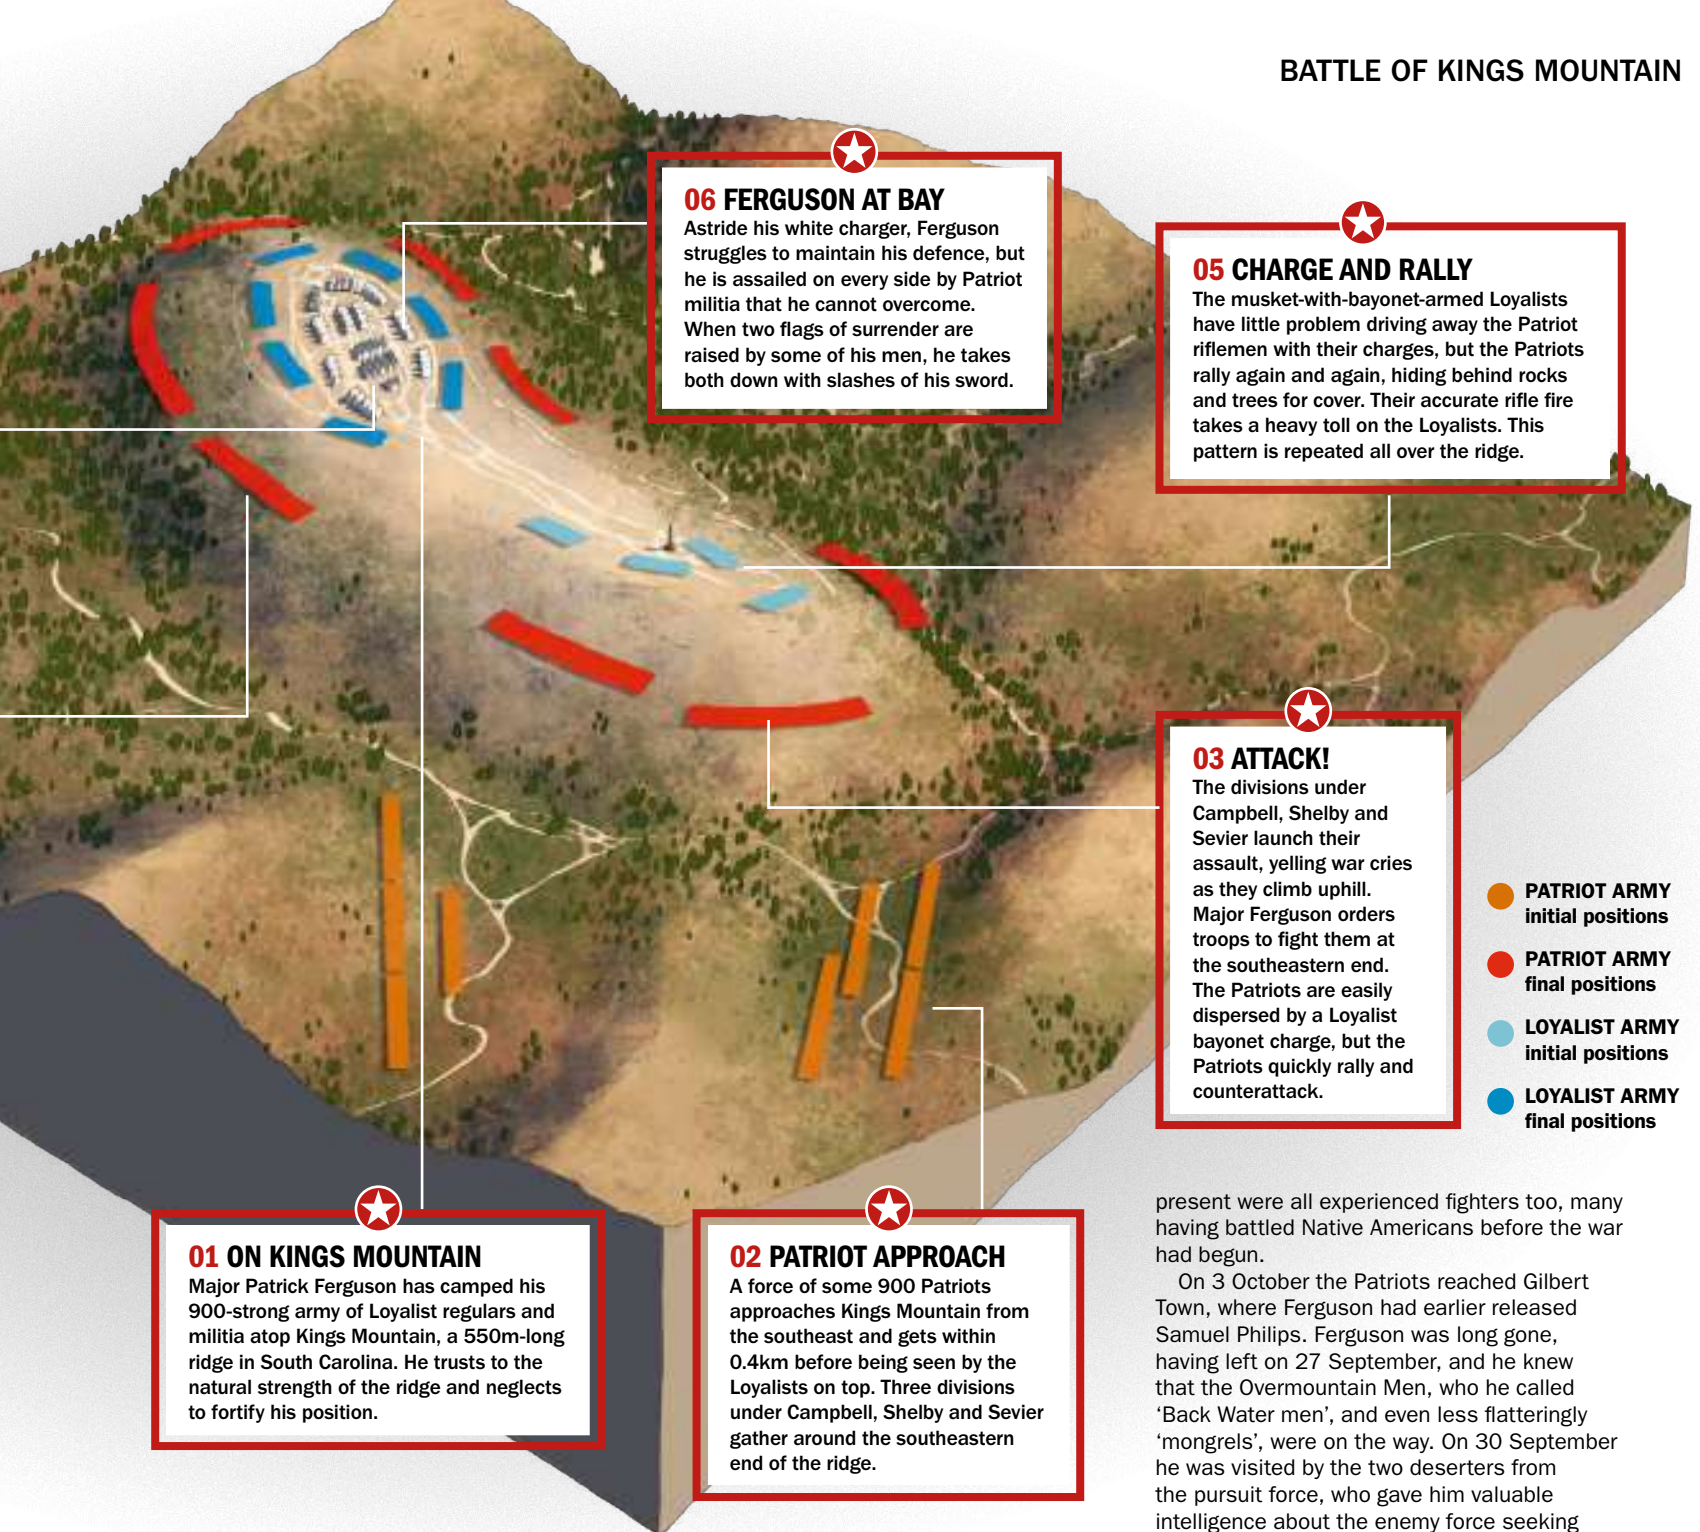 BATTLE OF KINGS MOUNTAIN
06 FERGUSON AT BAY
Astride his white charger, Ferguson
struggles to maintain his defence, but
he is assailed on every side by Patriot
militia that he cannot overcome.
When two flags of surrender are
raised by some of his men, he takes
both down with slashes of his sword.
05 CHARGE AND RALLY
The musket-with-bayonet-armed Loyalists
have little problem driving away the Patriot
riflemen with their charges, but the Patriots
rally again and again, hiding behind rocks
and trees for cover. Their accurate rifle fire
takes a heavy toll on the Loyalists. This
pattern is repeated all over the ridge.
03 ATTACK!
The divisions under
Campbell, Shelby and
Sevier launch their
assault, yelling war cries
as they climb uphill.
Major Ferguson orders
troops to fight them at
the southeastern end.
The Patriots are easily
dispersed by a Loyalist
bayonet charge, but the
Patriots quickly rally and
counterattack.
PATRIOT ARMY
initial positions
PATRIOT ARMY
final positions
LOYALIST ARMY
initial positions
LOYALIST ARMY
final positions
01 ON KINGS MOUNTAIN
Major Patrick Ferguson has camped his
900-strong army of Loyalist regulars and
militia atop Kings Mountain, a 550m-long
ridge in South Carolina. He trusts to the
natural strength of the ridge and neglects
to fortify his position.
02 PATRIOT APPROACH
A force of some 900 Patriots
approaches Kings Mountain from
the southeast and gets within
0.4km before being seen by the
Loyalists on top. Three divisions
under Campbell, Shelby and Sevier
gather around the southeastern
end of the ridge.
present were all experienced fighters too, many
having battled Native Americans before the war
had begun.
On 3 October the Patriots reached Gilbert
Town, where Ferguson had earlier released
Samuel Philips. Ferguson was long gone,
having left on 27 September, and he knew
that the Overmountain Men, who he called
‘Back Water men’, and even less flatteringly
‘mongrels’, were on the way. On 30 September
he was visited by the two deserters from
the pursuit force, who gave him valuable
intelligence about the enemy force seeking